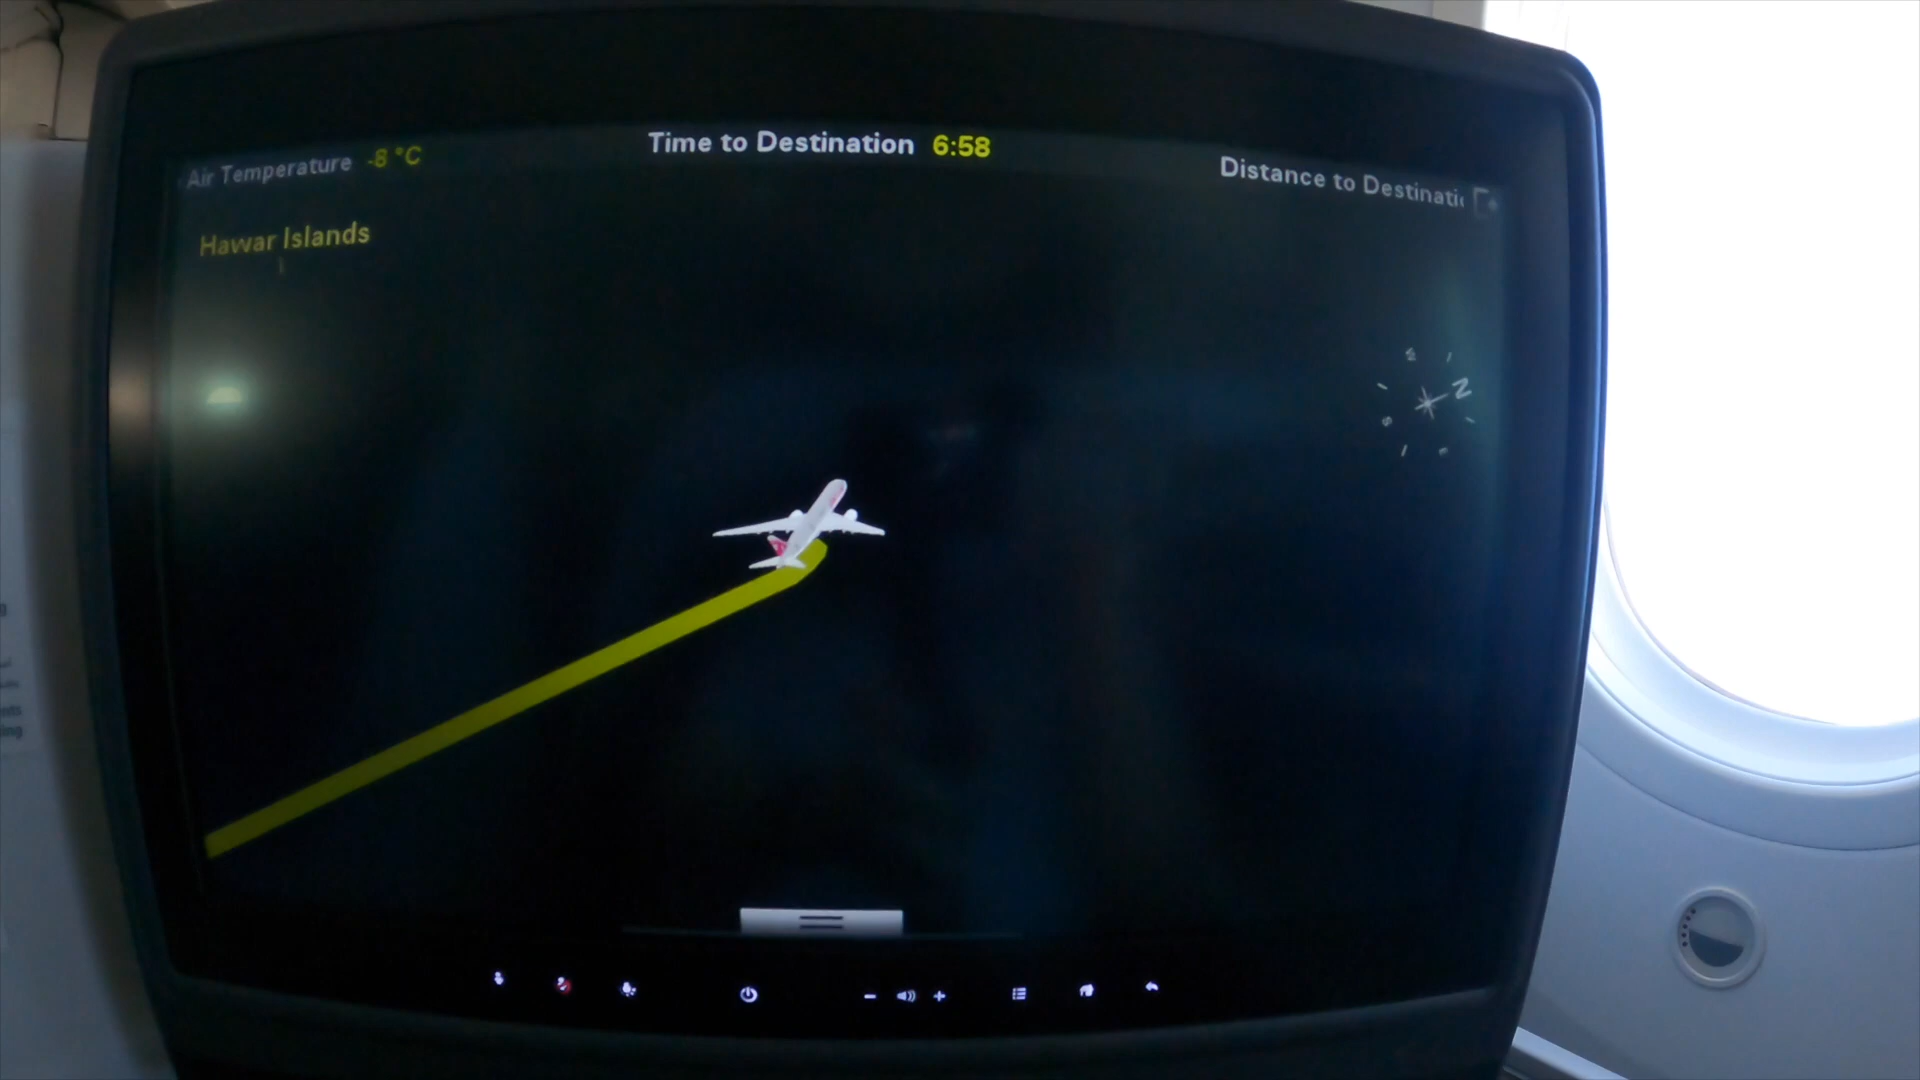 Air Temperature -8 °C
Time to Destination 6:58
Distance to Destinati
Hawar Islands
N